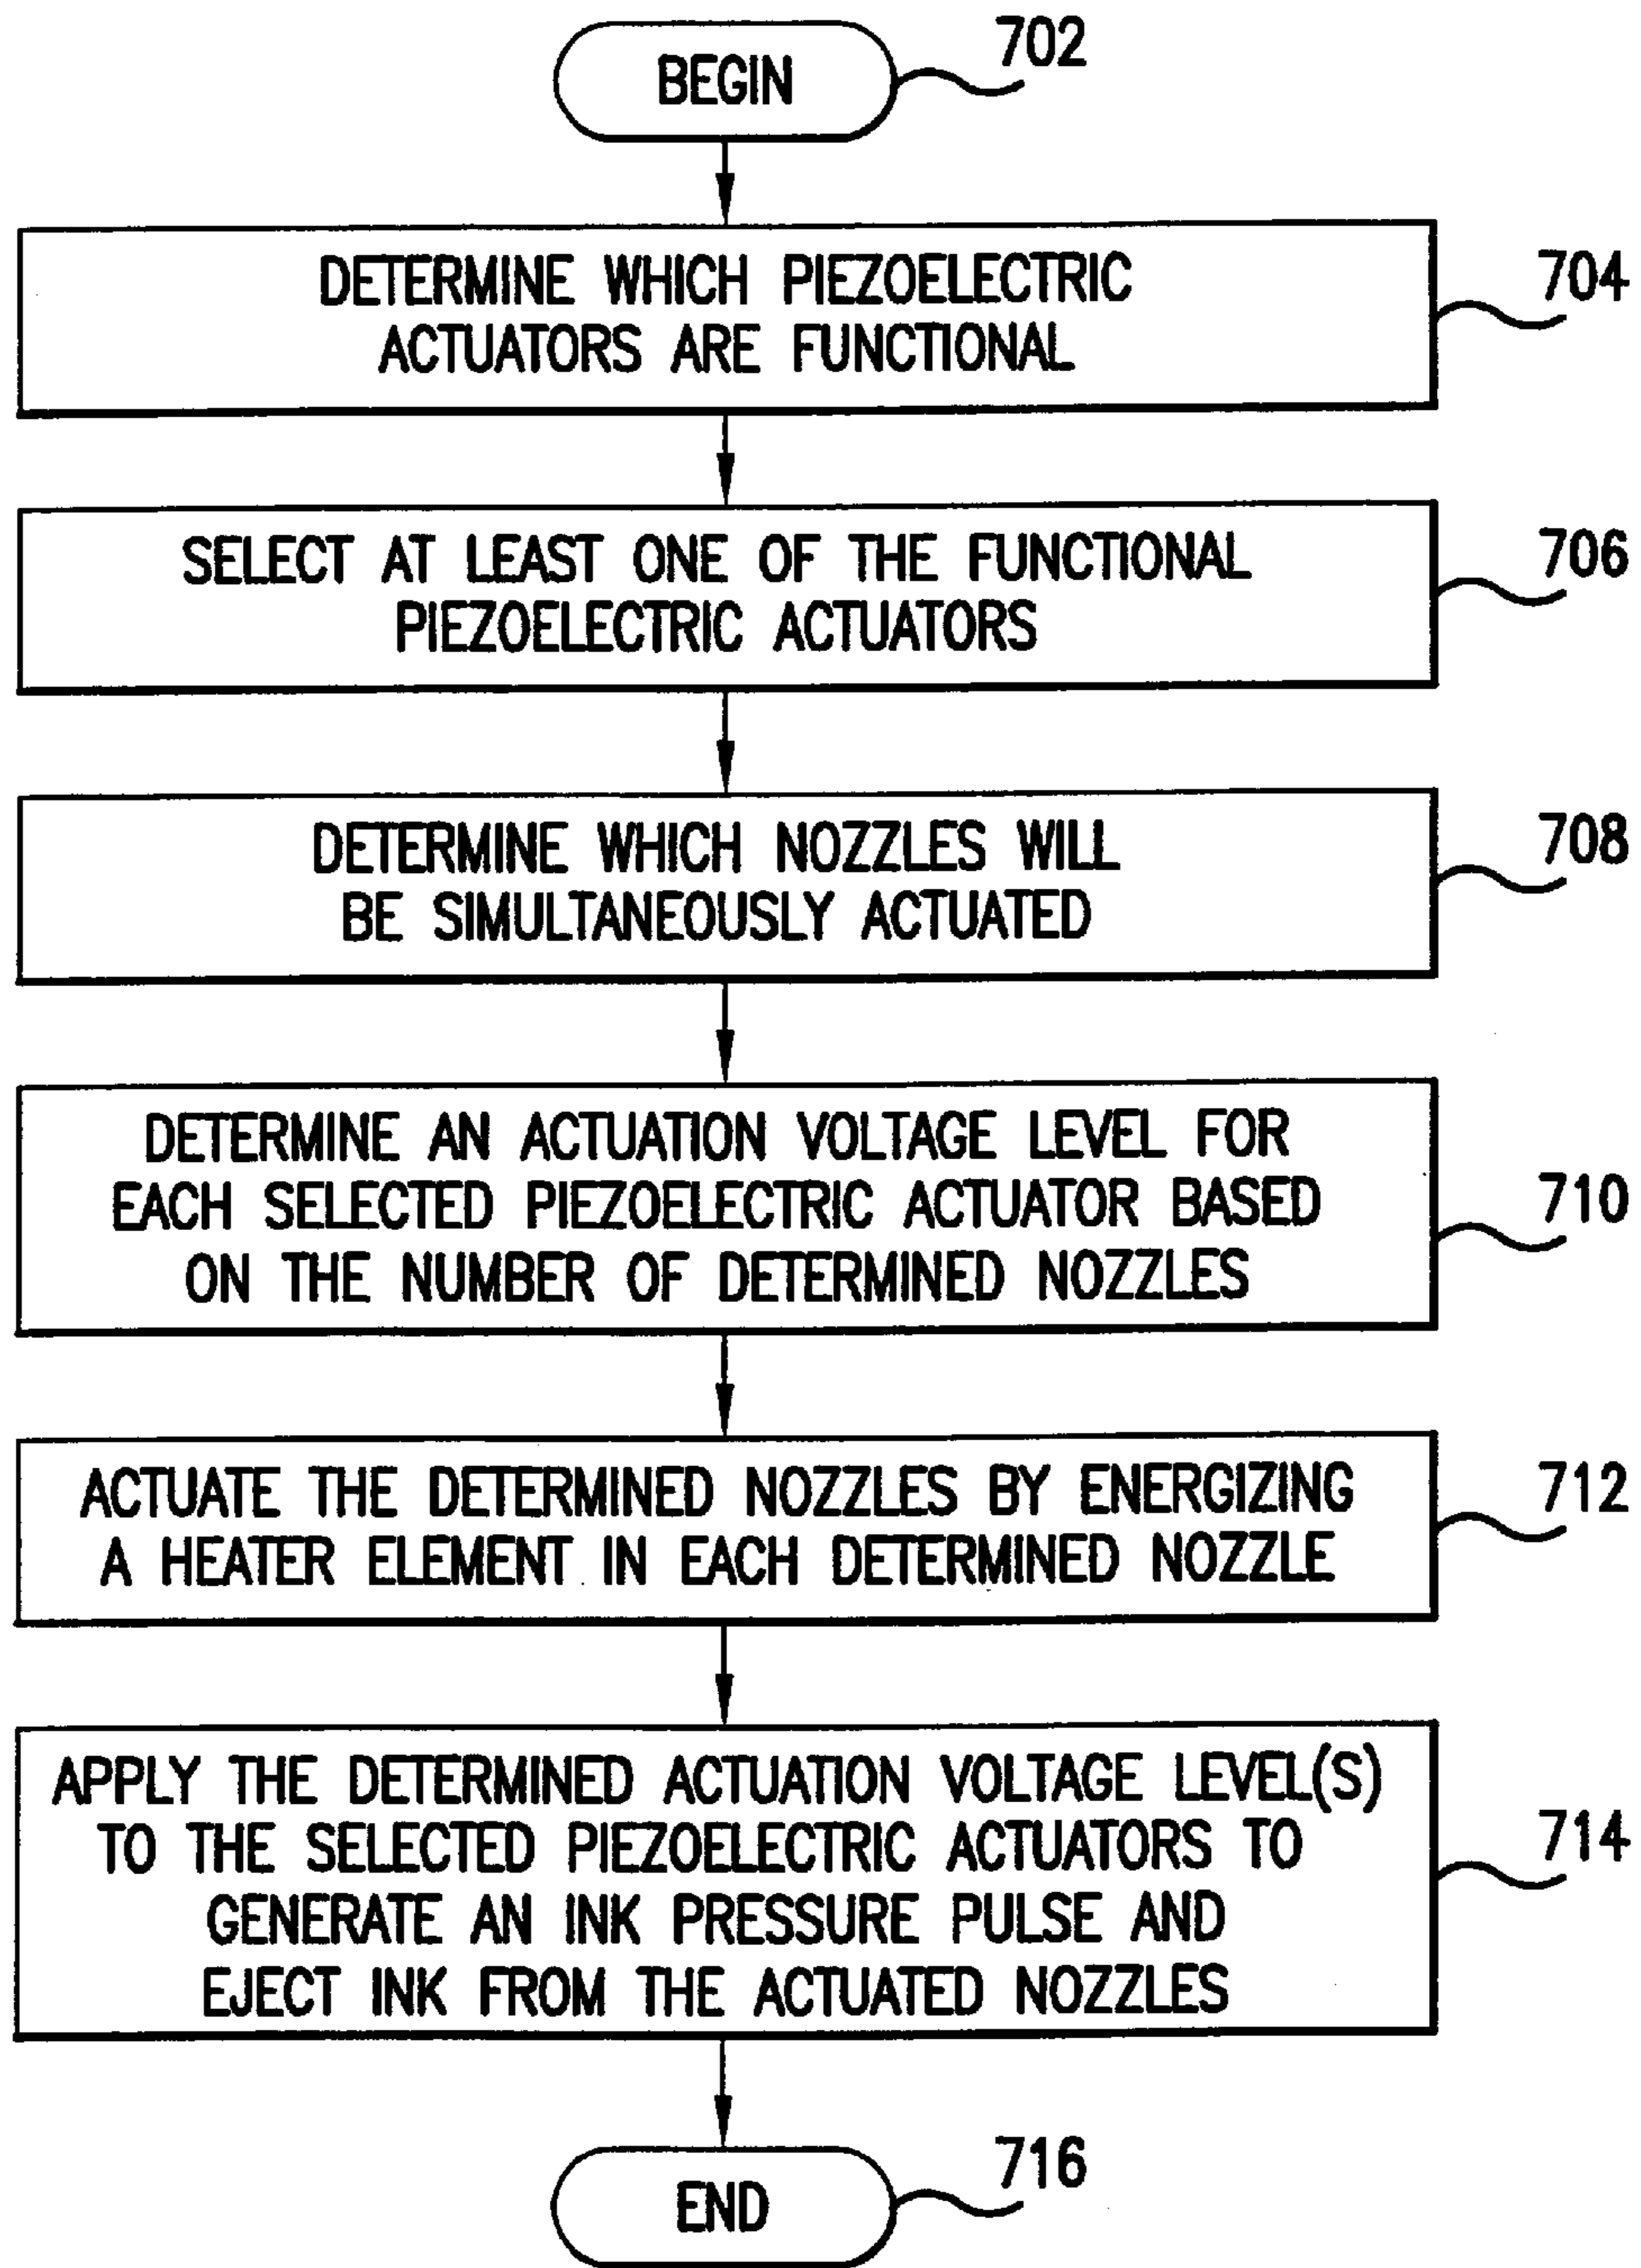 BEGIN
702
DETERMINE WHICH PIEZOELECTRIC
ACTUATORS ARE FUNCTIONAL
704
SELECT AT LEAST ONE OF THE FUNCTIONAL
PIEZOELECTRIC ACTUATORS
706
DETERMINE WHICH NOZZLES WILL
BE SIMULTANEOUSLY ACTUATED
708
DETERMINE AN ACTUATION VOLTAGE LEVEL FOR
EACH SELECTED PIEZOELECTRIC ACTUATOR BASED
ON THE NUMBER OF DETERMINED NOZZLES
710
ACTUATE THE DETERMINED NOZZLES BY ENERGIZING
A HEATER ELEMENT IN EACH DETERMINED NOZZLE
712
APPLY THE DETERMINED ACTUATION VOLTAGE LEVEL(S)
TO THE SELECTED PIEZOELECTRIC ACTUATORS TO
GENERATE AN INK PRESSURE PULSE AND
EJECT INK FROM THE ACTUATED NOZZLES
714
END
716